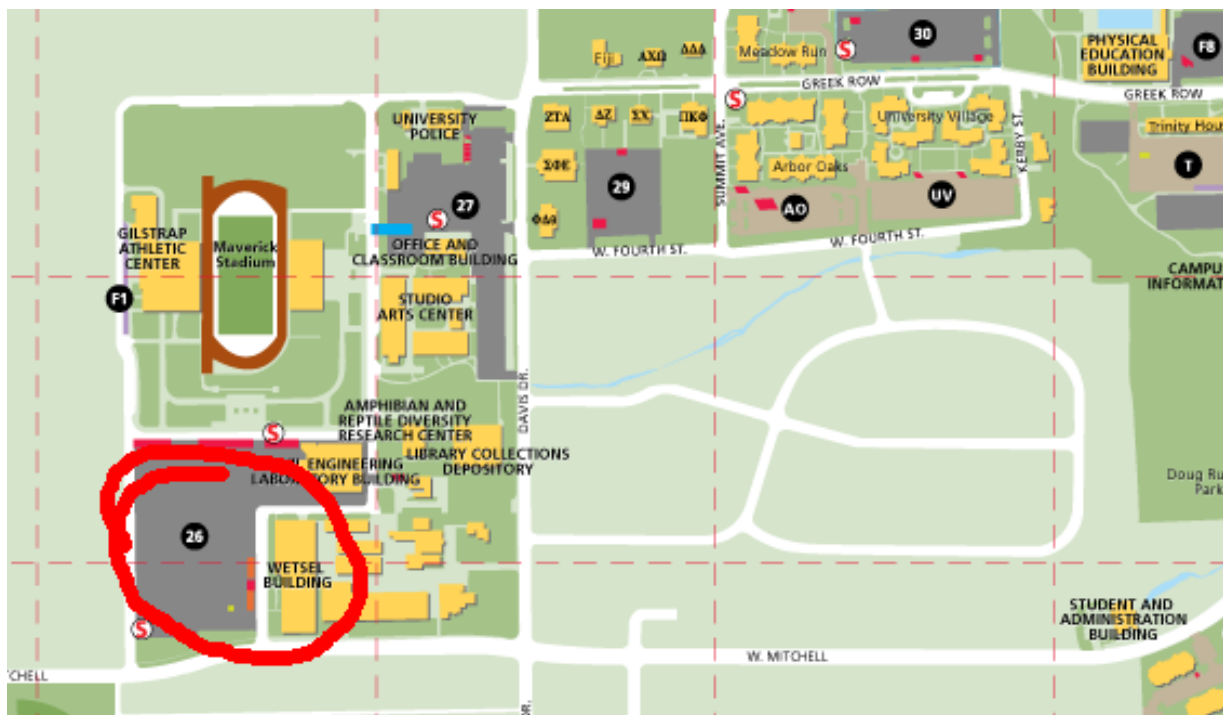 30
Meadow Run
S
Fiji
ΑΧΩ
ΔΔΔ
PHYSICAL
EDUCATION
BUILDING
F8
GREEK ROW
GREEK ROW
S
UNIVERSITY
POLICE
ΖΤΑ
ΔΖ
ΣΧ
ΠΚΦ
University Village
KERBY ST.
Trinity Hou
SUMMIT AVE.
ΣΦΕ
Arbor Oaks
T
29
27
AO
UV
S
ΦΔΘ
GILSTRAP
ATHLETIC
CENTER
Maverick
Stadium
OFFICE AND
CLASSROOM BUILDING
W. FOURTH ST.
W. FOURTH ST.
CAMPU
INFORMAT
F1
STUDIO
ARTS CENTER
DAVIS DR.
AMPHIBIAN AND
REPTILE DIVERSITY
RESEARCH CENTER
S
LIBRARY COLLECTIONS
DEPOSITORY
ENGINEERING
LABORATORY BUILDING
Doug Ru
Park
26
WETSEL
BUILDING
S
STUDENT AND
ADMINISTRATION
BUILDING
W. MITCHELL
TCHELL
DR.